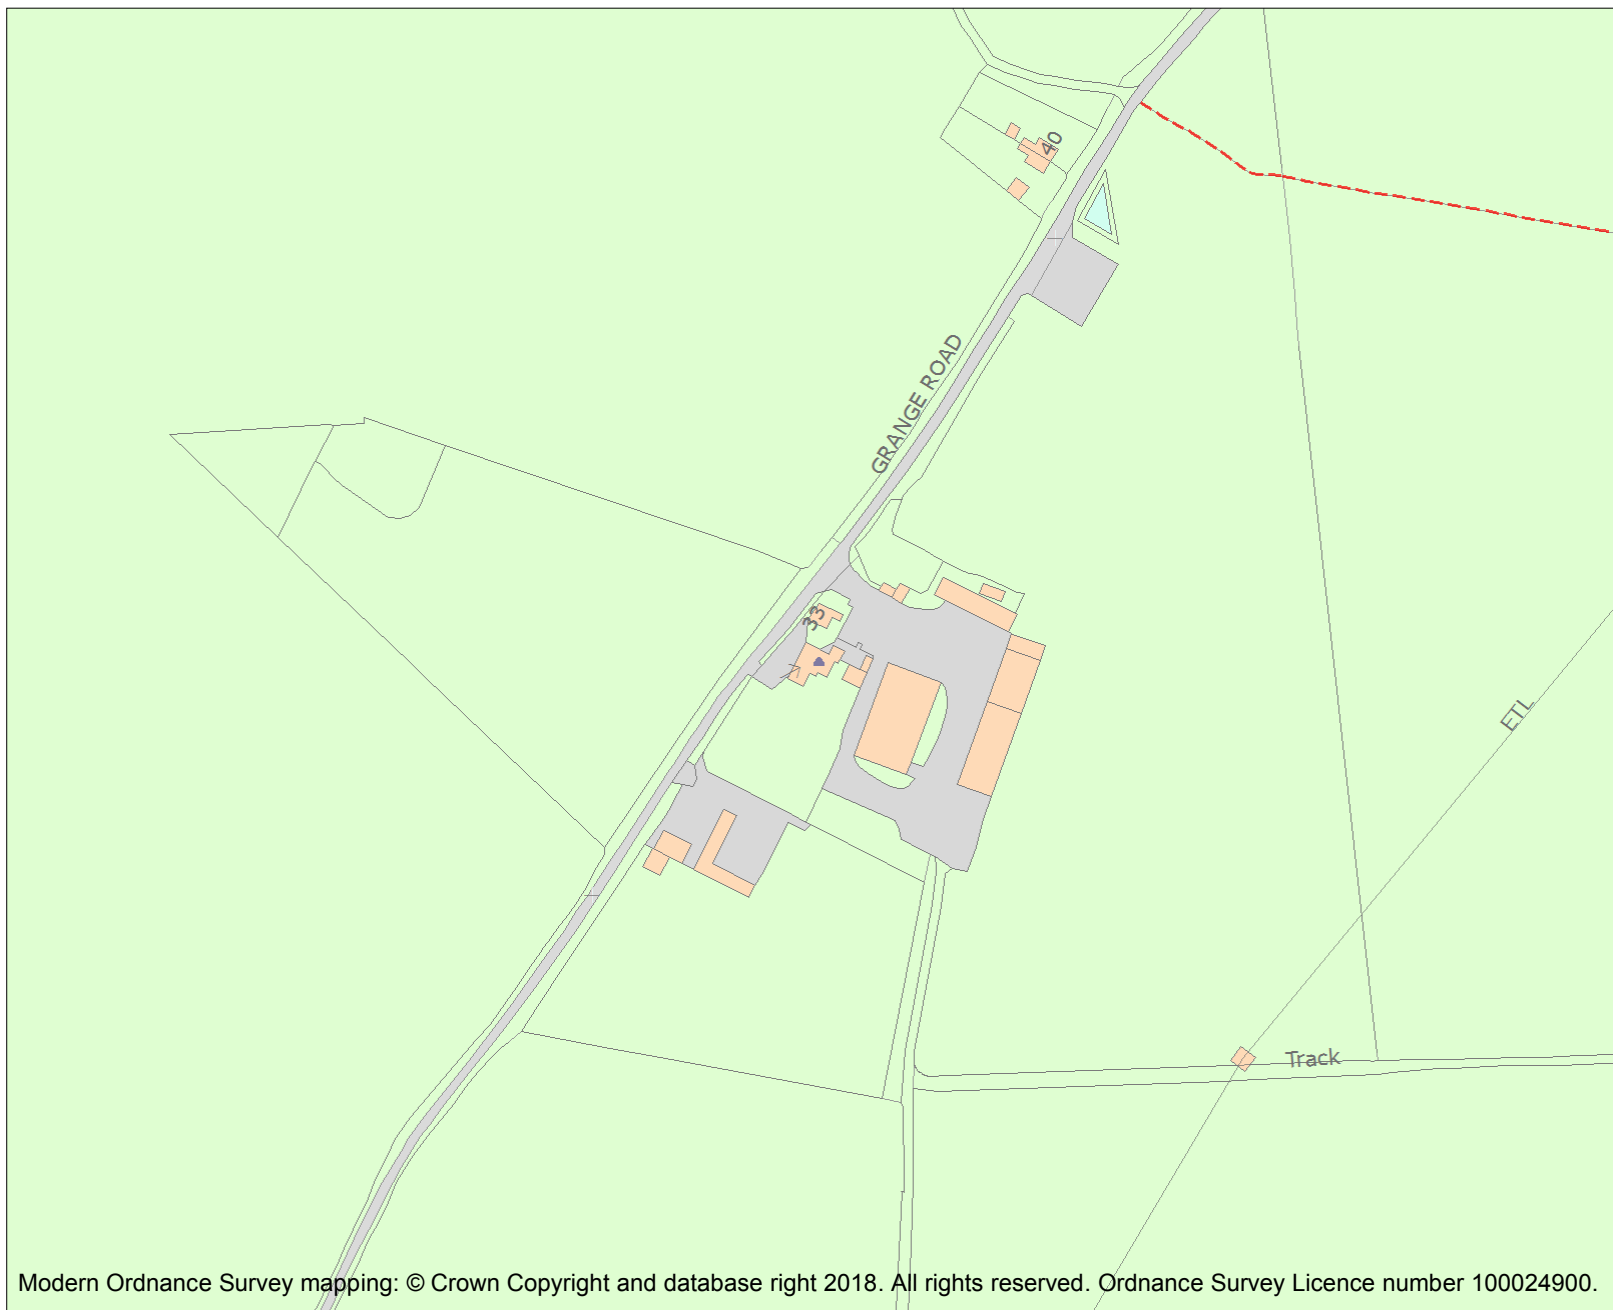 40
GRANGE ROAD
33
ETL
Track
Modern Ordnance Survey mapping: © Crown Copyright and database right 2018. All rights reserved. Ordnance Survey Licence number 100024900.